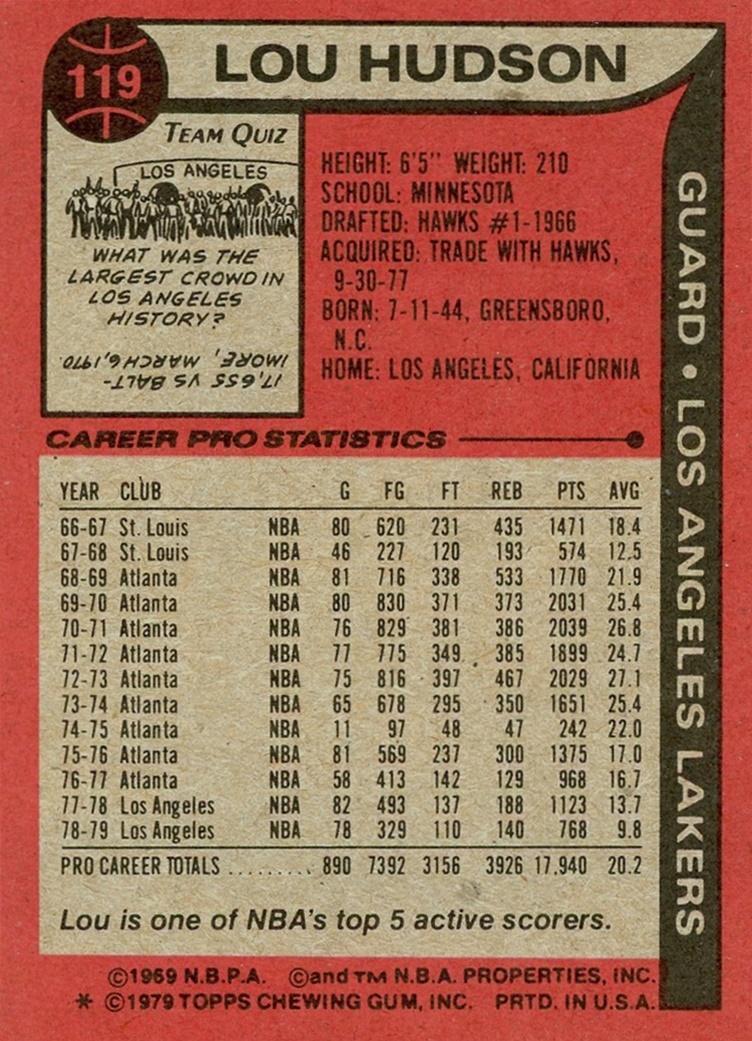 119
LOU HUDSON
TEAM QUIZ
LOS ANGELES
WHAT WAS THE
LARGEST CROWD IN
LOS ANGELES
HISTORY?
17,655 VS BALT-
IMORE, MARCH 6, 1970.
HEIGHT: 6'5" WEIGHT: 210
SCHOOL: MINNESOTA
DRAFTED: HAWKS #1-1966
ACQUIRED: TRADE WITH HAWKS,
9-30-77
BORN: 7-11-44, GREENSBORO,
N.C.
HOME: LOS ANGELES, CALIFORNIA
GUARD • LOS ANGELES LAKERS
CAREER PRO STATISTICS
YEAR CLUB G FG FT REB PTS AVG
66-67 St. Louis NBA 80 620 231 435 1471 18.4
67-68 St. Louis NBA 46 227 120 193 574 12.5
68-69 Atlanta NBA 81 716 338 533 1770 21.9
69-70 Atlanta NBA 80 830 371 373 2031 25.4
70-71 Atlanta NBA 76 829 381 386 2039 26.8
71-72 Atlanta NBA 77 775 349 385 1899 24.7
72-73 Atlanta NBA 75 816 397 467 2029 27.1
73-74 Atlanta NBA 65 678 295 350 1651 25.4
74-75 Atlanta NBA 11 97 48 47 242 22.0
75-76 Atlanta NBA 81 569 237 300 1375 17.0
76-77 Atlanta NBA 58 413 142 129 968 16.7
77-78 Los Angeles NBA 82 493 137 188 1123 13.7
78-79 Los Angeles NBA 78 329 110 140 768 9.8
PRO CAREER TOTALS ......... 890 7392 3156 3926 17,940 20.2
Lou is one of NBA's top 5 active scorers.
©1969 N.B.P.A. ©and TM N.B.A. PROPERTIES, INC.
* ©1979 TOPPS CHEWING GUM, INC. PRTD. IN U.S.A.